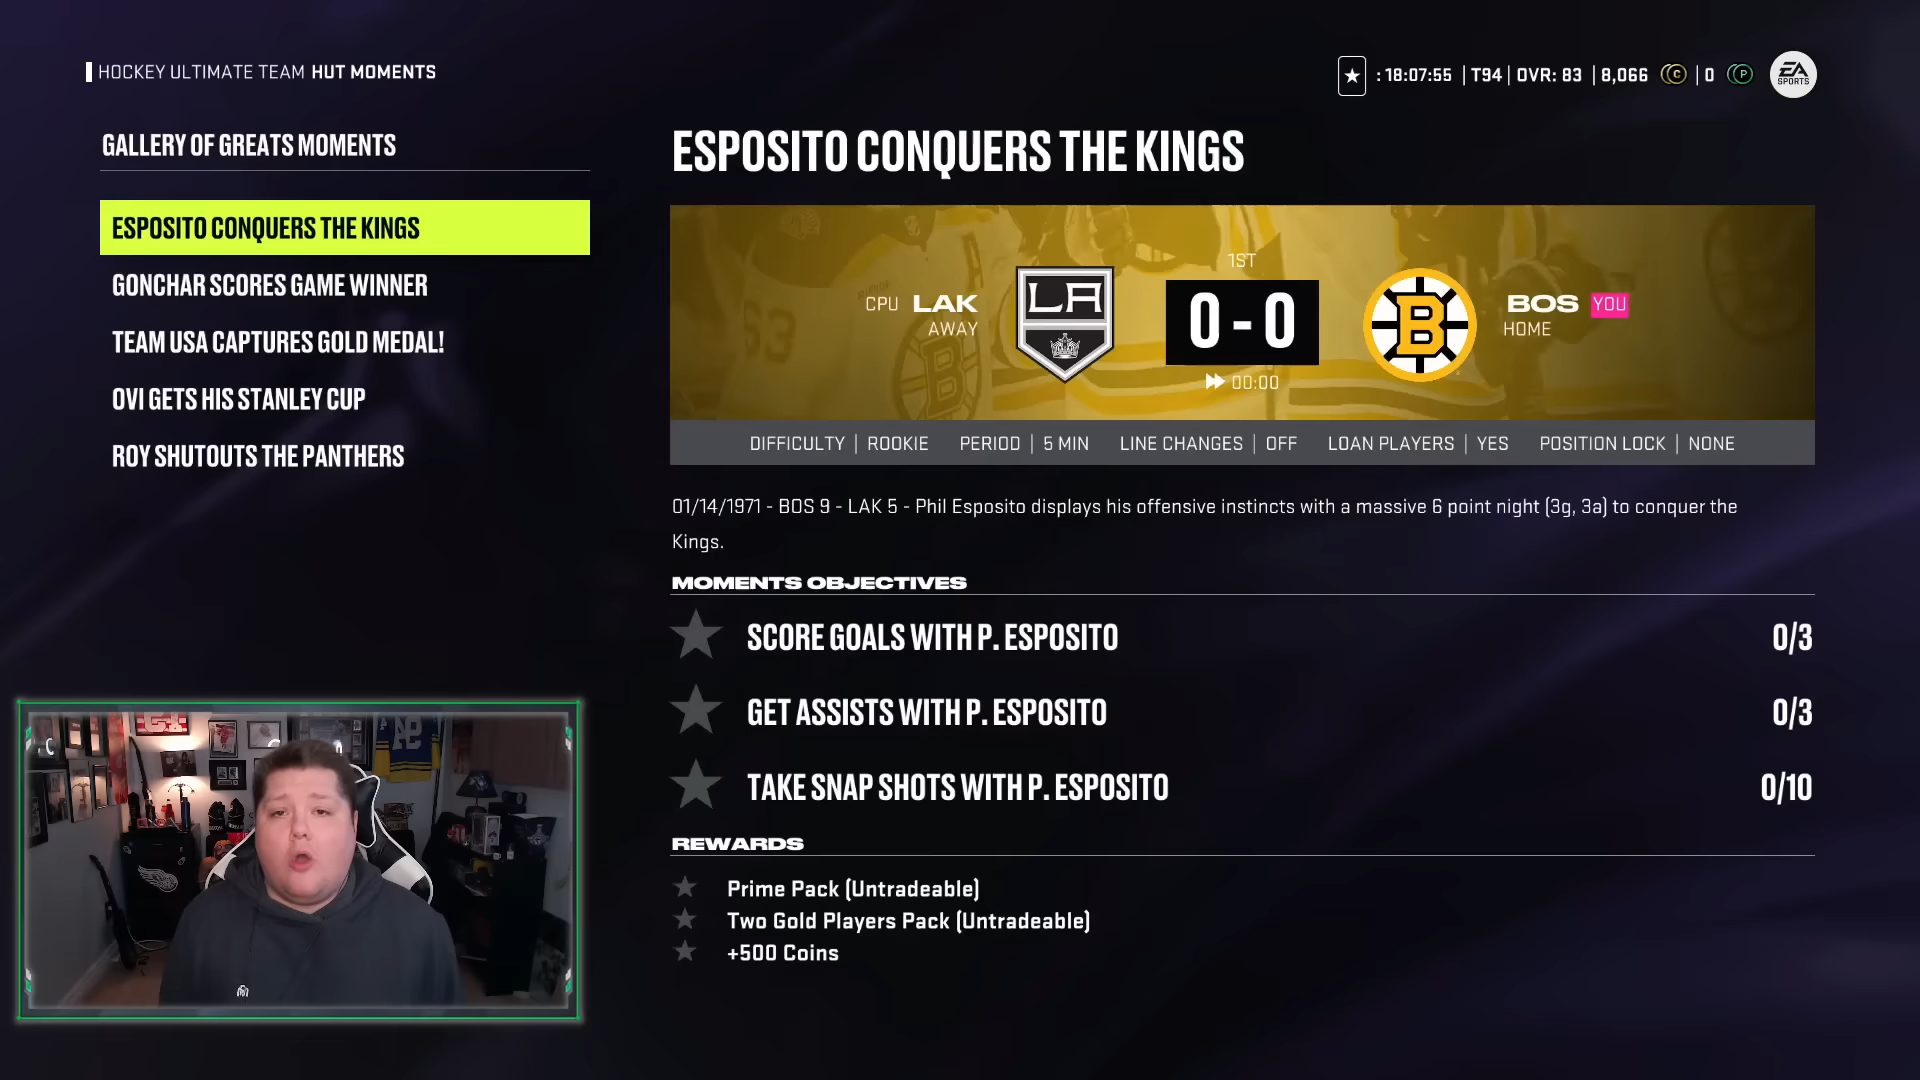 HOCKEY ULTIMATE TEAM HUT MOMENTS
: 18:07:55 | T94 | OVR: 83 | 8,066 C | 0 P
EA SPORTS
GALLERY OF GREATS MOMENTS
ESPOSITO CONQUERS THE KINGS
GONCHAR SCORES GAME WINNER
TEAM USA CAPTURES GOLD MEDAL!
OVI GETS HIS STANLEY CUP
ROY SHUTOUTS THE PANTHERS
ESPOSITO CONQUERS THE KINGS
1ST
CPU LAK
AWAY
LA
0 - 0
B
BOS YOU
HOME
00:00
DIFFICULTY | ROOKIE PERIOD | 5 MIN LINE CHANGES | OFF LOAN PLAYERS | YES POSITION LOCK | NONE
01/14/1971 - BOS 9 - LAK 5 - Phil Esposito displays his offensive instincts with a massive 6 point night (3g, 3a) to conquer the
Kings.
MOMENTS OBJECTIVES
SCORE GOALS WITH P. ESPOSITO 0/3
GET ASSISTS WITH P. ESPOSITO 0/3
TAKE SNAP SHOTS WITH P. ESPOSITO 0/10
REWARDS
Prime Pack (Untradeable)
Two Gold Players Pack (Untradeable)
+500 Coins